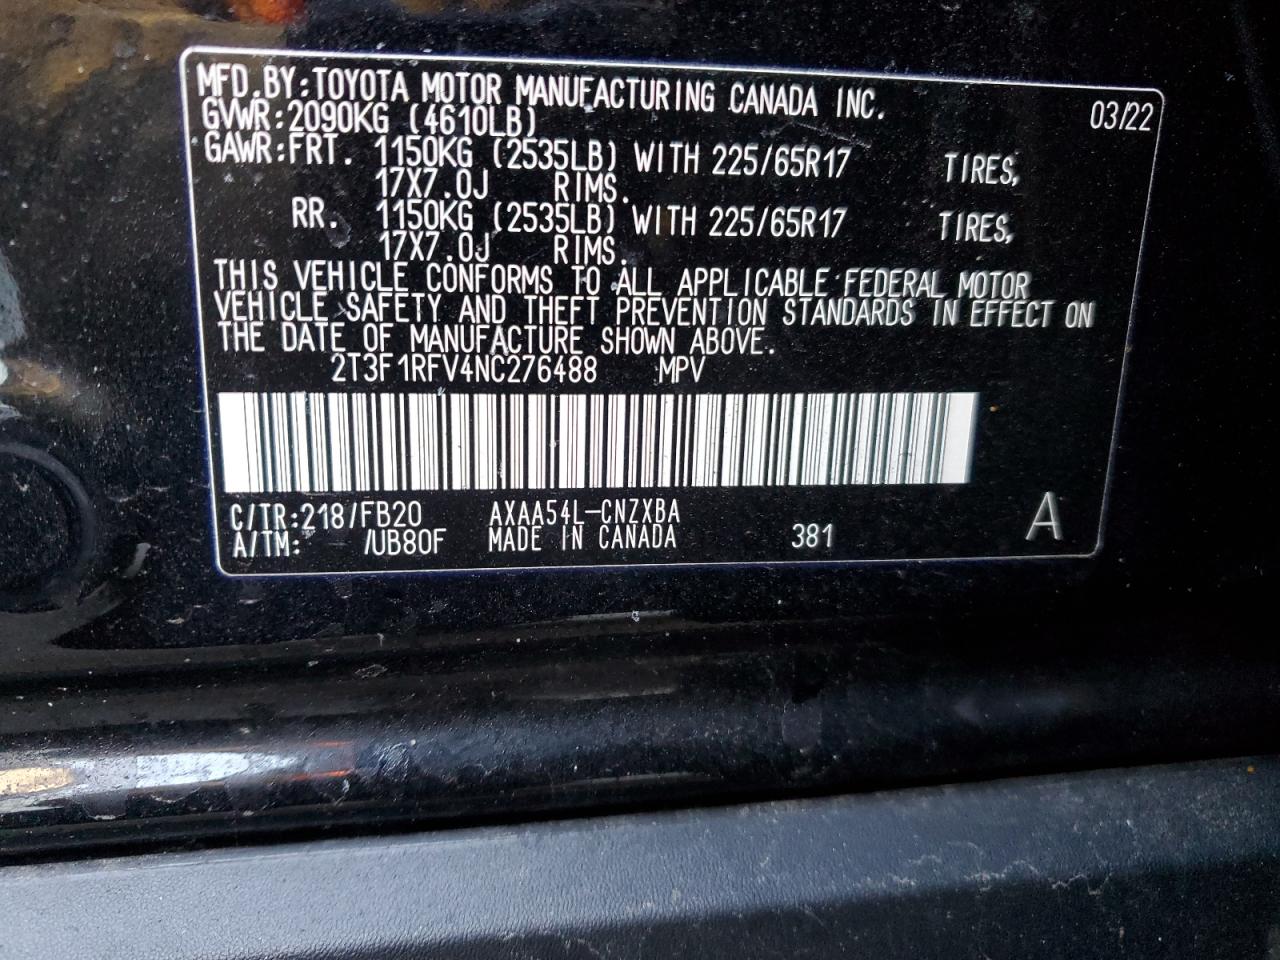 MFD.BY:TOYOTA MOTOR MANUFACTURING CANADA INC. 03/22
GVWR:2090KG (4610LB)
GAWR:FRT. 1150KG (2535LB) WITH 225/65R17 TIRES,
17X7.0J RIMS.
RR. 1150KG (2535LB) WITH 225/65R17 TIRES,
17X7.0J RIMS.
THIS VEHICLE CONFORMS TO ALL APPLICABLE FEDERAL MOTOR
VEHICLE SAFETY AND THEFT PREVENTION STANDARDS IN EFFECT ON
THE DATE OF MANUFACTURE SHOWN ABOVE.
2T3F1RFV4NC276488 MPV
C/TR:218/FB20 AXAA54L-CNZXBA
A/TM: /UB80F MADE IN CANADA 381 A